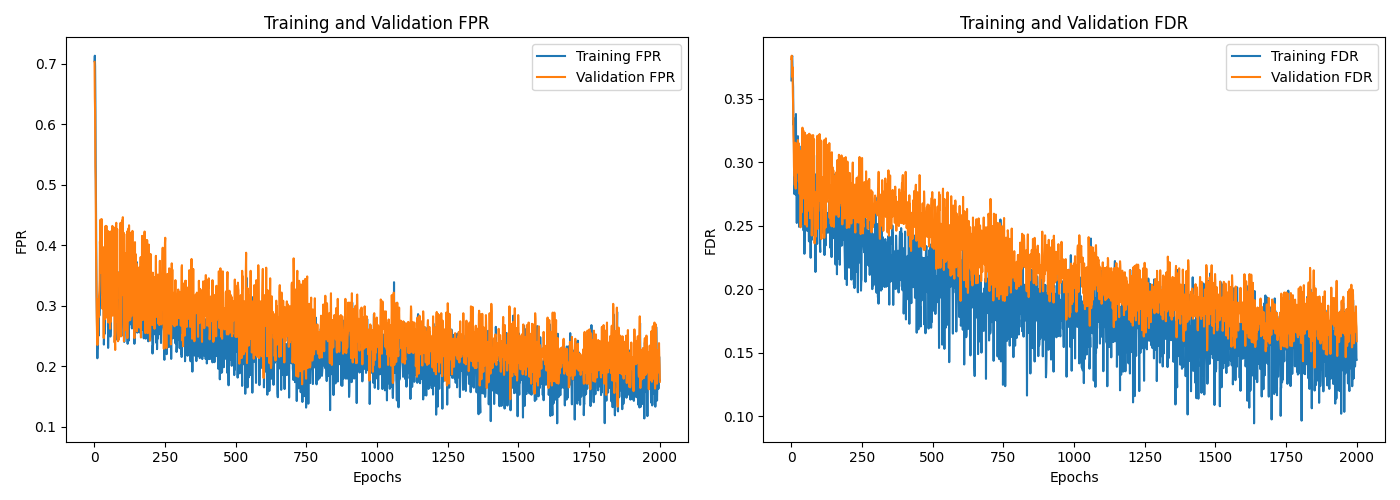 Training and Validation FPR
Training FPR
Validation FPR
FPR
0.7
0.6
0.5
0.4
0.3
0.2
0.1
0 250 500 750 1000 1250 1500 1750 2000
Epochs
Training and Validation FDR
Training FDR
Validation FDR
FDR
0.35
0.30
0.25
0.20
0.15
0.10
0 250 500 750 1000 1250 1500 1750 2000
Epochs